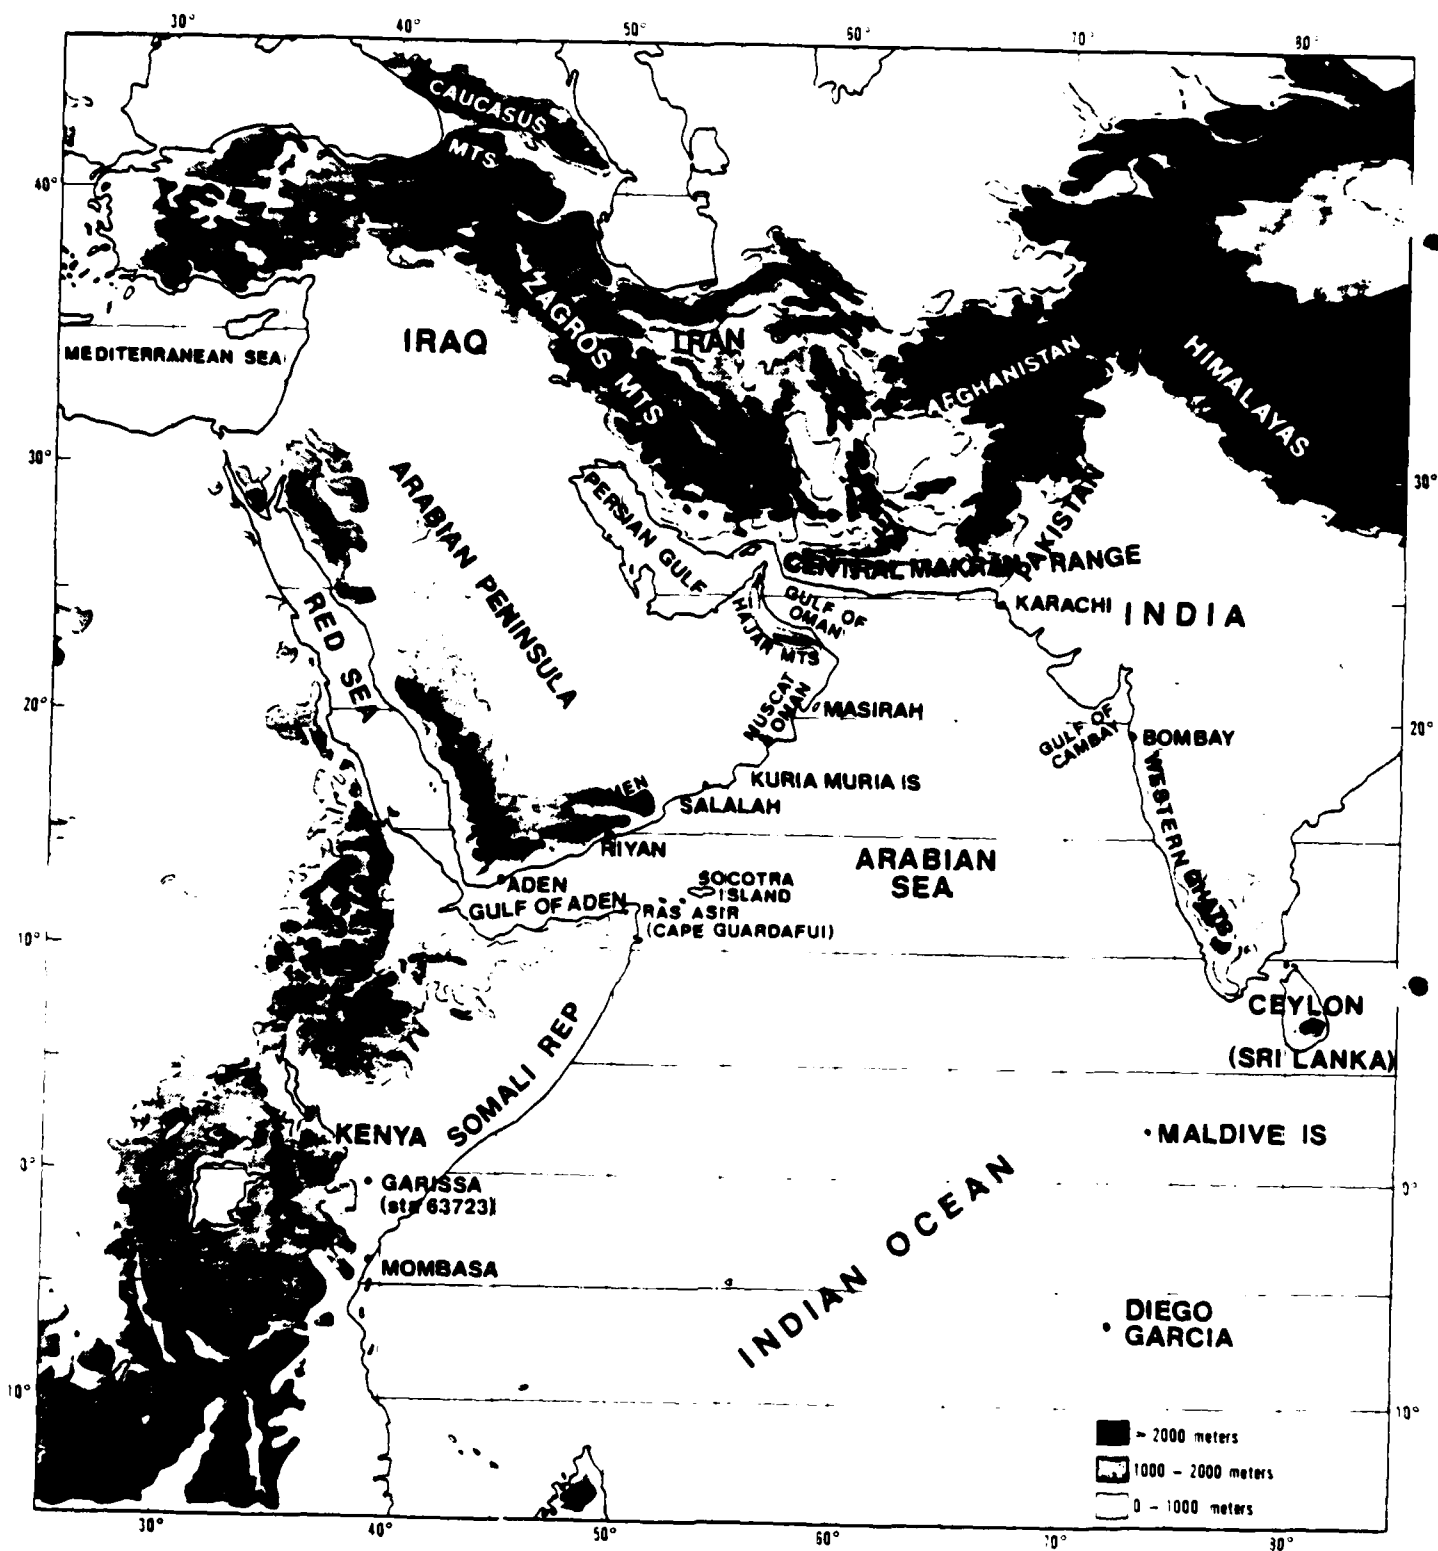 30°
40°
50°
60°
70°
80°
CAUCASUS
MTS
40°
ZAGROS MTS
IRAQ
IRAN
MEDITERRANEAN SEA
AFGHANISTAN
HIMALAYAS
30°
30°
ARABIAN PENINSULA
PERSIAN GULF
PAKISTAN
CENTRAL MAKRAN RANGE
RED SEA
GULF OF
OMAN
HAJAR MTS
KARACHI
INDIA
20°
MUSCAT
& OMAN
MASIRAH
GULF OF
CAMBAY
BOMBAY
20°
KURIA MURIA IS
SALALAH
WESTERN GHATS
RIYAN
ARABIAN
SEA
ADEN
SOCOTRA
ISLAND
GULF OF ADEN
RAS ASIR
(CAPE GUARDAFUI)
10°
CEYLON
(SRI LANKA)
SOMALI REP
KENYA
MALDIVE IS
0°
GARISSA
(sta 63723)
0°
INDIAN OCEAN
MOMBASA
DIEGO
GARCIA
10°
10°
> 2000 meters
1000 - 2000 meters
0 - 1000 meters
30°
40°
50°
60°
70°
80°